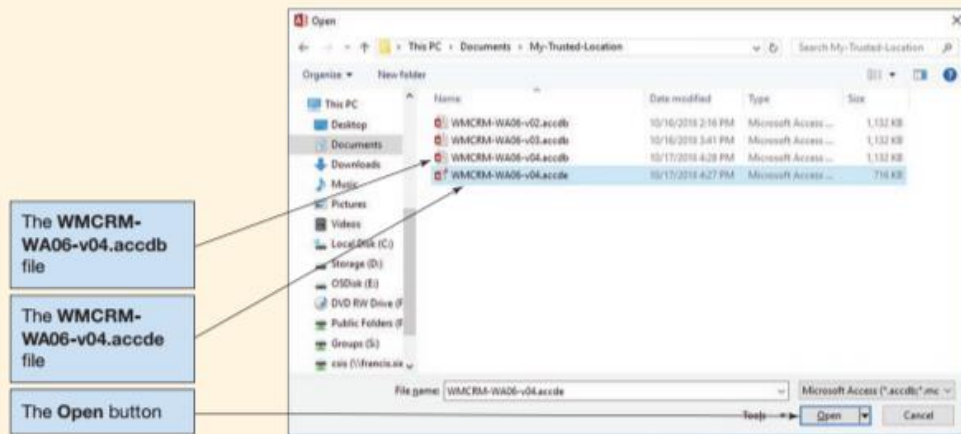 Open
This PC › Documents › My-Trusted-Location
Search My-Trusted-Location
Organize
New folder
Name
Date modified
Type
Size
This PC
Desktop
Documents
Downloads
Music
Pictures
Videos
Local Disk (C:)
Storage (D:)
OSDisk (E:)
DVD RW Drive (F
Public Folders (F
Groups (S:)
WMCRM-WA06-v02.accdb 10/16/2018 2:16 PM Microsoft Access ... 1,132 KB
WMCRM-WA06-v03.accdb 10/16/2018 3:41 PM Microsoft Access ... 1,132 KB
WMCRM-WA06-v04.accdb 10/17/2018 4:28 PM Microsoft Access ... 1,132 KB
WMCRM-WA06-v04.accde 10/17/2018 4:27 PM Microsoft Access ... 716 KB
The WMCRM-
WA06-v04.accdb
file
The WMCRM-
WA06-v04.accde
file
The Open button
File name: WMCRM-WA06-v04.accde
Microsoft Access (*.accdb;*.mc
Tools
Open
Cancel